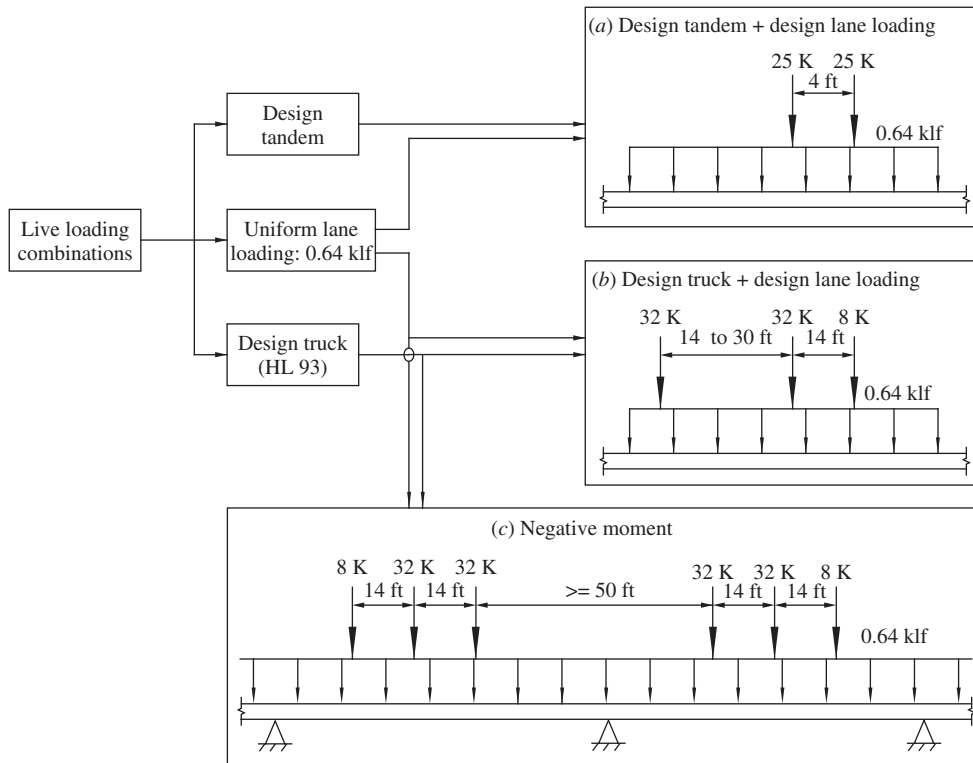 Live loading
combinations
Design
tandem
Uniform lane
loading: 0.64 klf
Design truck
(HL 93)
(a) Design tandem + design lane loading
25 K 25 K
4 ft
0.64 klf
(b) Design truck + design lane loading
32 K 32 K 8 K
14 to 30 ft 14 ft
0.64 klf
(c) Negative moment
8 K 32 K 32 K 32 K 32 K 8 K
14 ft 14 ft >= 50 ft 14 ft 14 ft
0.64 klf